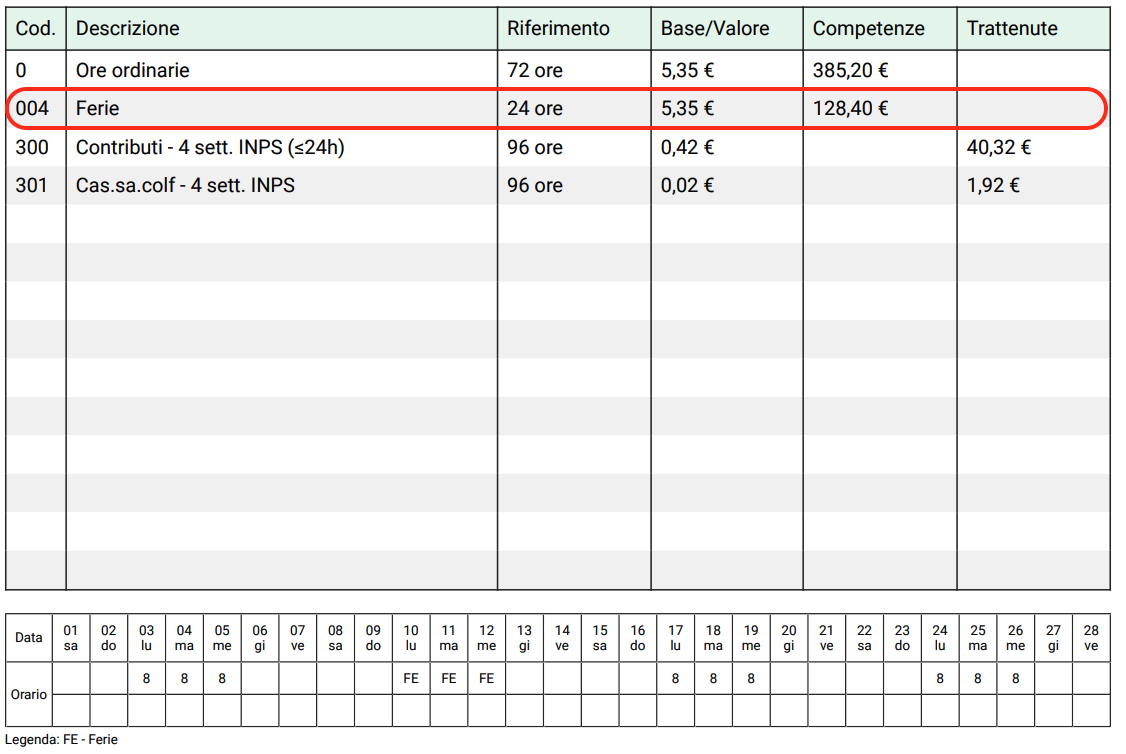 Cod. Descrizione Riferimento Base/Valore Competenze Trattenute
0 Ore ordinarie 72 ore 5,35 € 385,20 €
004 Ferie 24 ore 5,35 € 128,40 €
300 Contributi - 4 sett. INPS (≤24h) 96 ore 0,42 € 40,32 €
301 Cas.sa.colf - 4 sett. INPS 96 ore 0,02 € 1,92 €
Data 01 02 03 04 05 06 07 08 09 10 11 12 13 14 15 16 17 18 19 20 21 22 23 24 25 26 27 28
sa do lu ma me gi ve sa do lu ma me gi ve sa do lu ma me gi ve sa do lu ma me gi ve
Orario 8 8 8 FE FE FE 8 8 8 8 8 8
Legenda: FE - Ferie